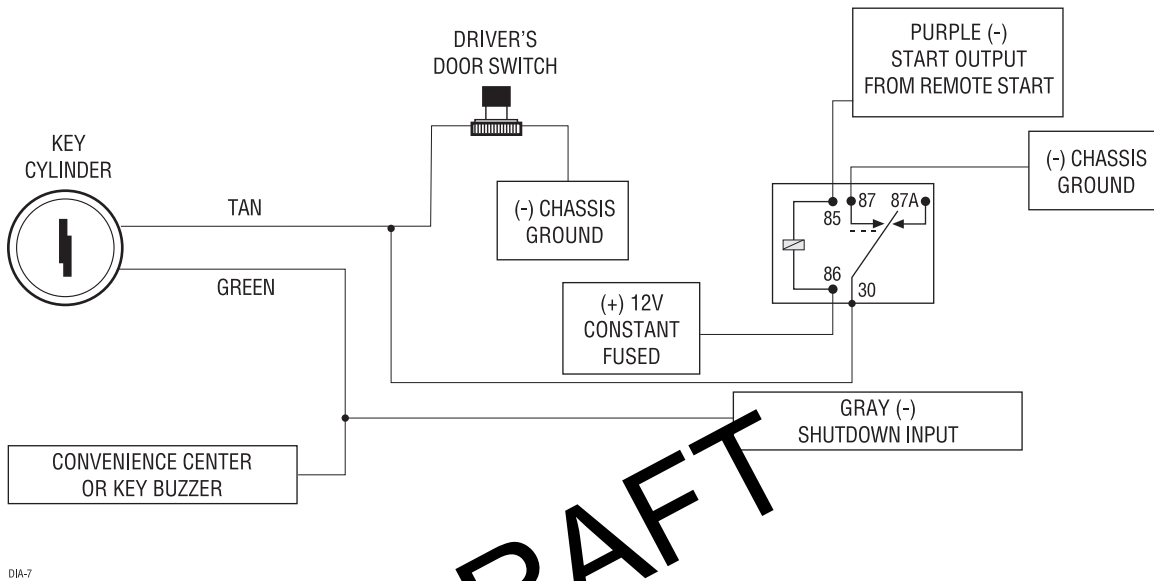 DRIVER'S
DOOR SWITCH
PURPLE (-)
START OUTPUT
FROM REMOTE START
KEY
CYLINDER
(-) CHASSIS
GROUND
TAN
(-) CHASSIS
GROUND
87
87A
85
GREEN
86
30
(+) 12V
CONSTANT
FUSED
GRAY (-)
SHUTDOWN INPUT
CONVENIENCE CENTER
OR KEY BUZZER
RAFT
DIA-7